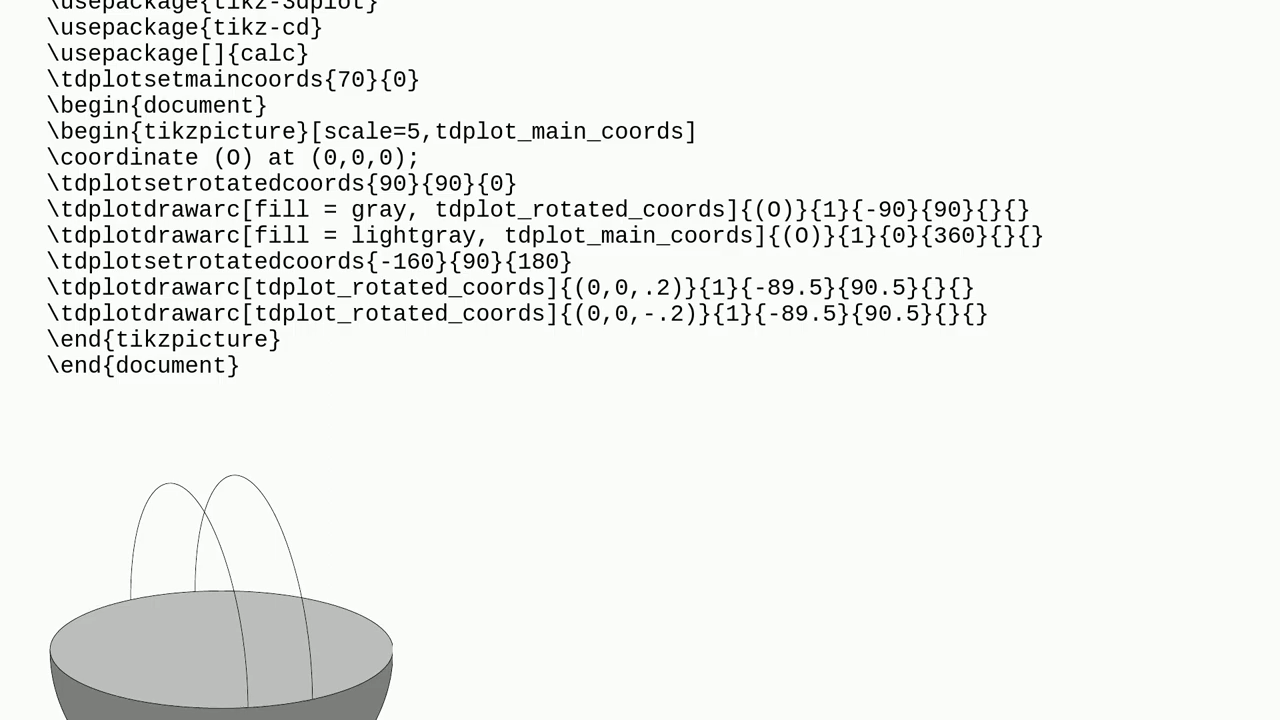 \usepackage{tikz-3dplot}
\usepackage{tikz-cd}
\usepackage[]{calc}
\tdplotsetmaincoords{70}{0}
\begin{document}
\begin{tikzpicture}[scale=5,tdplot_main_coords]
\coordinate (O) at (0,0,0);
\tdplotsetrotatedcoords{90}{90}{0}
\tdplotdrawarc[fill = gray, tdplot_rotated_coords]{(O)}{1}{-90}{90}{}{}
\tdplotdrawarc[fill = lightgray, tdplot_main_coords]{(O)}{1}{0}{360}{}{}
\tdplotsetrotatedcoords{-160}{90}{180}
\tdplotdrawarc[tdplot_rotated_coords]{(0,0,.2)}{1}{-89.5}{90.5}{}{}
\tdplotdrawarc[tdplot_rotated_coords]{(0,0,-.2)}{1}{-89.5}{90.5}{}{}
\end{tikzpicture}
\end{document}